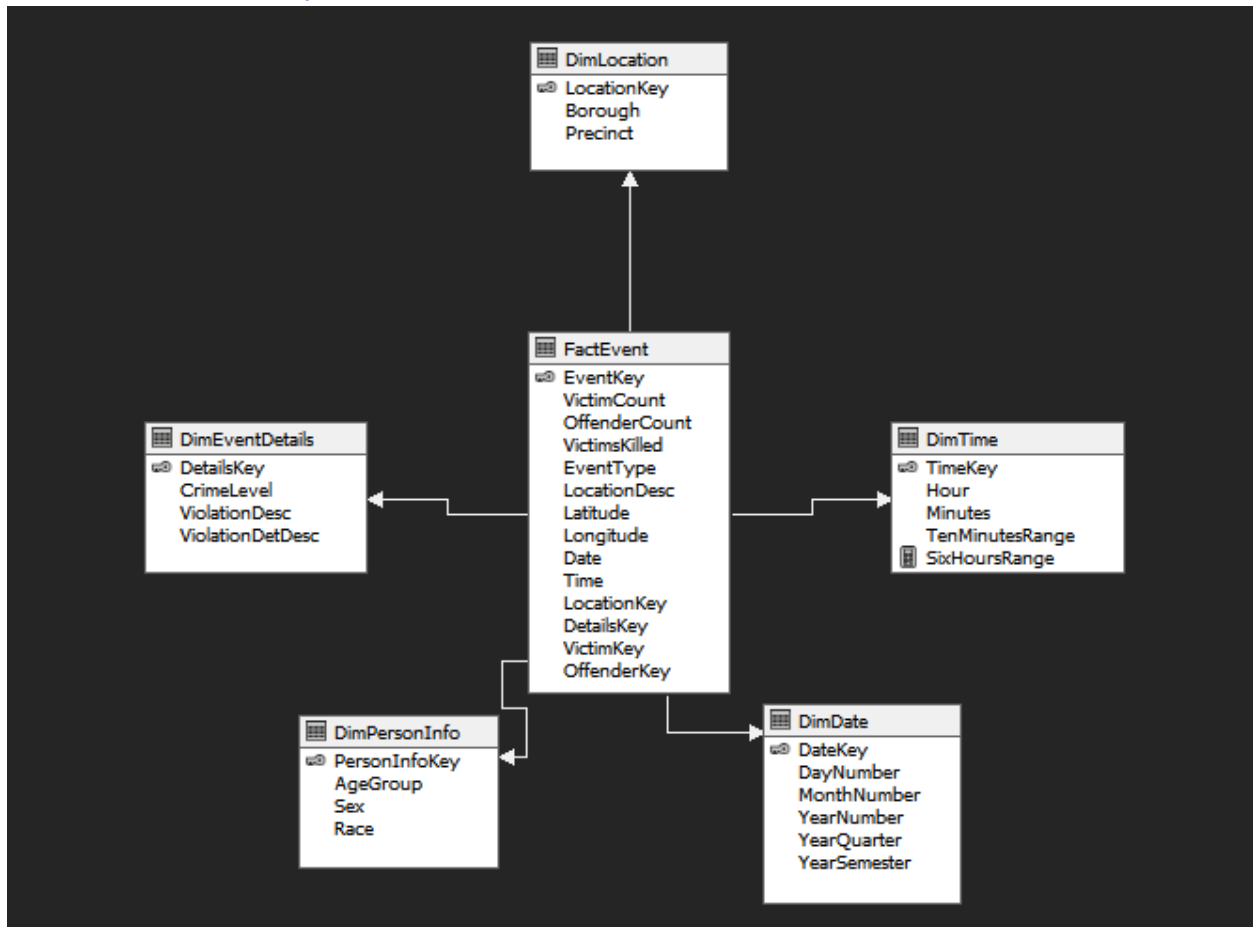 DimLocation
LocationKey
Borough
Precinct
FactEvent
EventKey
VictimCount
OffenderCount
VictimsKilled
EventType
LocationDesc
Latitude
Longitude
Date
Time
LocationKey
DetailsKey
VictimKey
OffenderKey
DimEventDetails
DetailsKey
CrimeLevel
ViolationDesc
ViolationDetDesc
DimTime
TimeKey
Hour
Minutes
TenMinutesRange
SixHoursRange
DimPersonInfo
PersonInfoKey
AgeGroup
Sex
Race
DimDate
DateKey
DayNumber
MonthNumber
YearNumber
YearQuarter
YearSemester